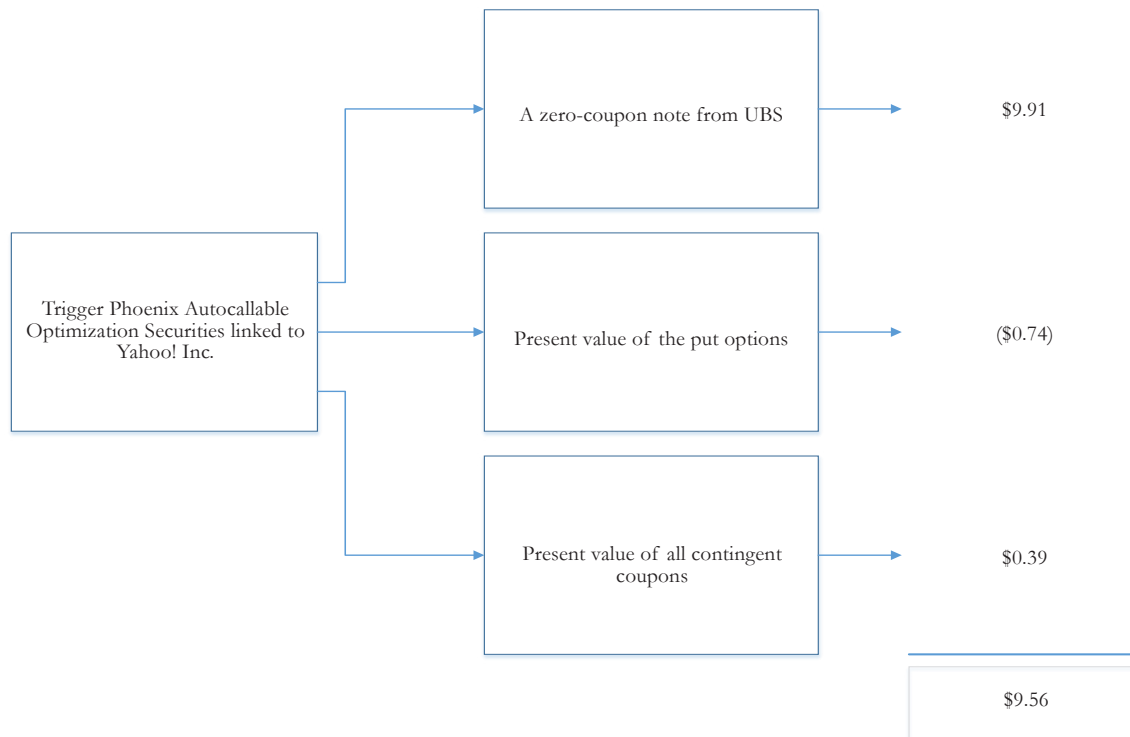 A zero-coupon note from UBS
$9.91
Trigger Phoenix Autocallable
Optimization Securities linked to
Yahoo! Inc.
Present value of the put options
($0.74)
Present value of all contingent
coupons
$0.39
$9.56